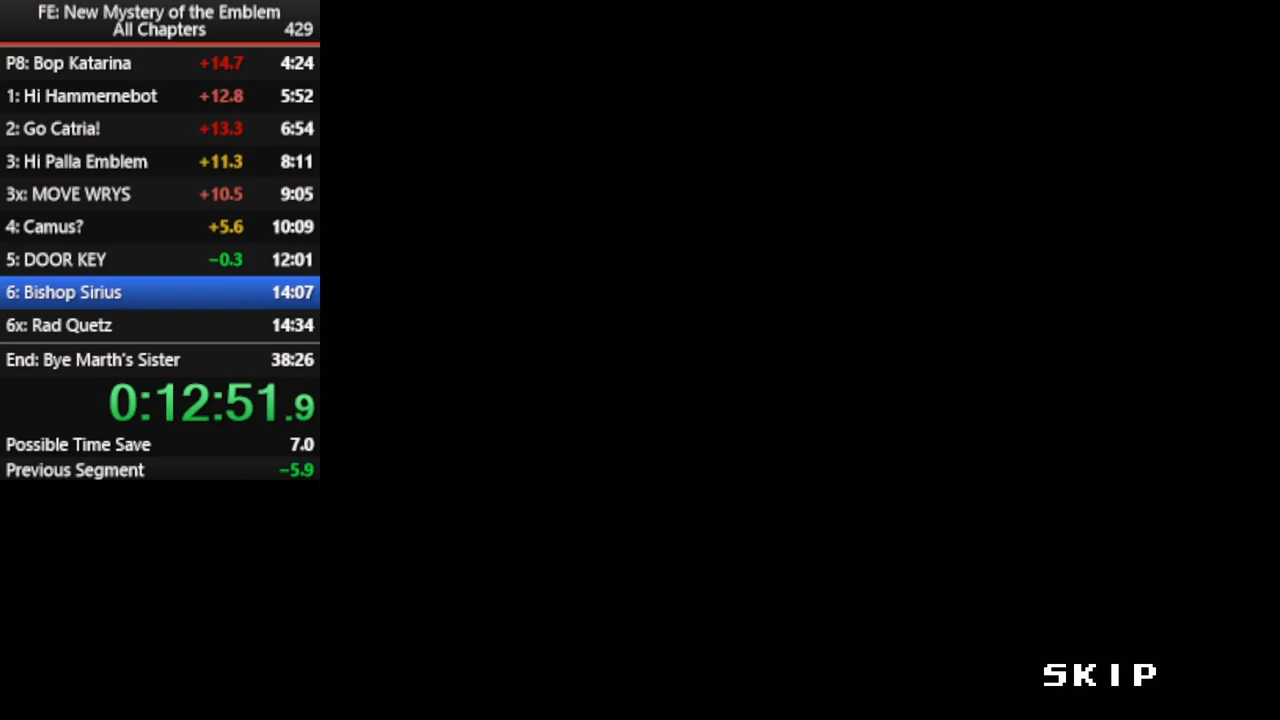 FE: New Mystery of the Emblem
All Chapters 429
P8: Bop Katarina +14.7 4:24
1: Hi Hammernebot +12.8 5:52
2: Go Catria! +13.3 6:54
3: Hi Palla Emblem +11.3 8:11
3x: MOVE WRYS +10.5 9:05
4: Camus? +5.6 10:09
5: DOOR KEY −0.3 12:01
6: Bishop Sirius 14:07
6x: Rad Quetz 14:34
End: Bye Marth's Sister 38:26
0:12:51.9
Possible Time Save 7.0
Previous Segment −5.9
SKIP